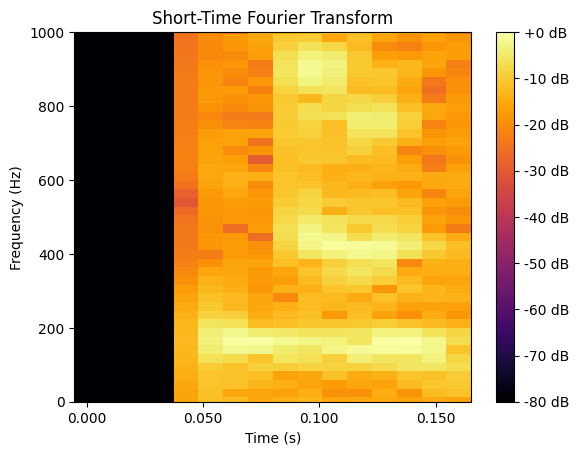 Short-Time Fourier Transform
Frequency (Hz)
1000
800
600
400
200
0
0.000
0.050
0.100
0.150
Time (s)
+0 dB
-10 dB
-20 dB
-30 dB
-40 dB
-50 dB
-60 dB
-70 dB
-80 dB